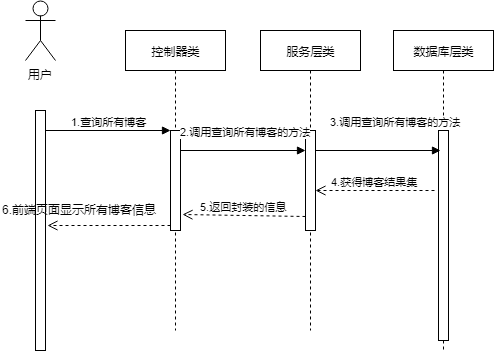 用户
控制器类
服务层类
数据库层类
1.查询所有博客
2.调用查询所有博客的方法
3.调用查询所有博客的方法
4.获得博客结果集
5.返回封装的信息
6.前端页面显示所有博客信息